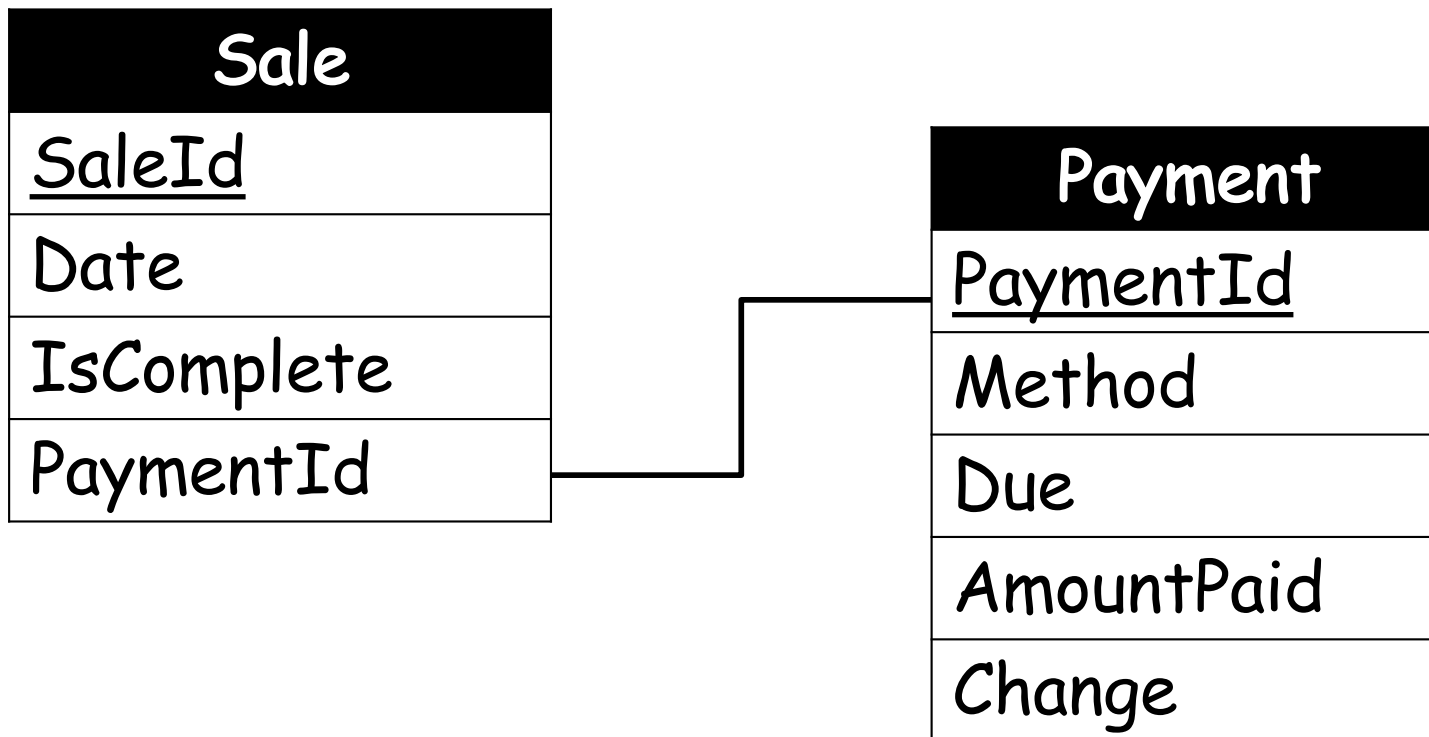 Sale
SaleId
Date
IsComplete
PaymentId
Payment
PaymentId
Method
Due
AmountPaid
Change